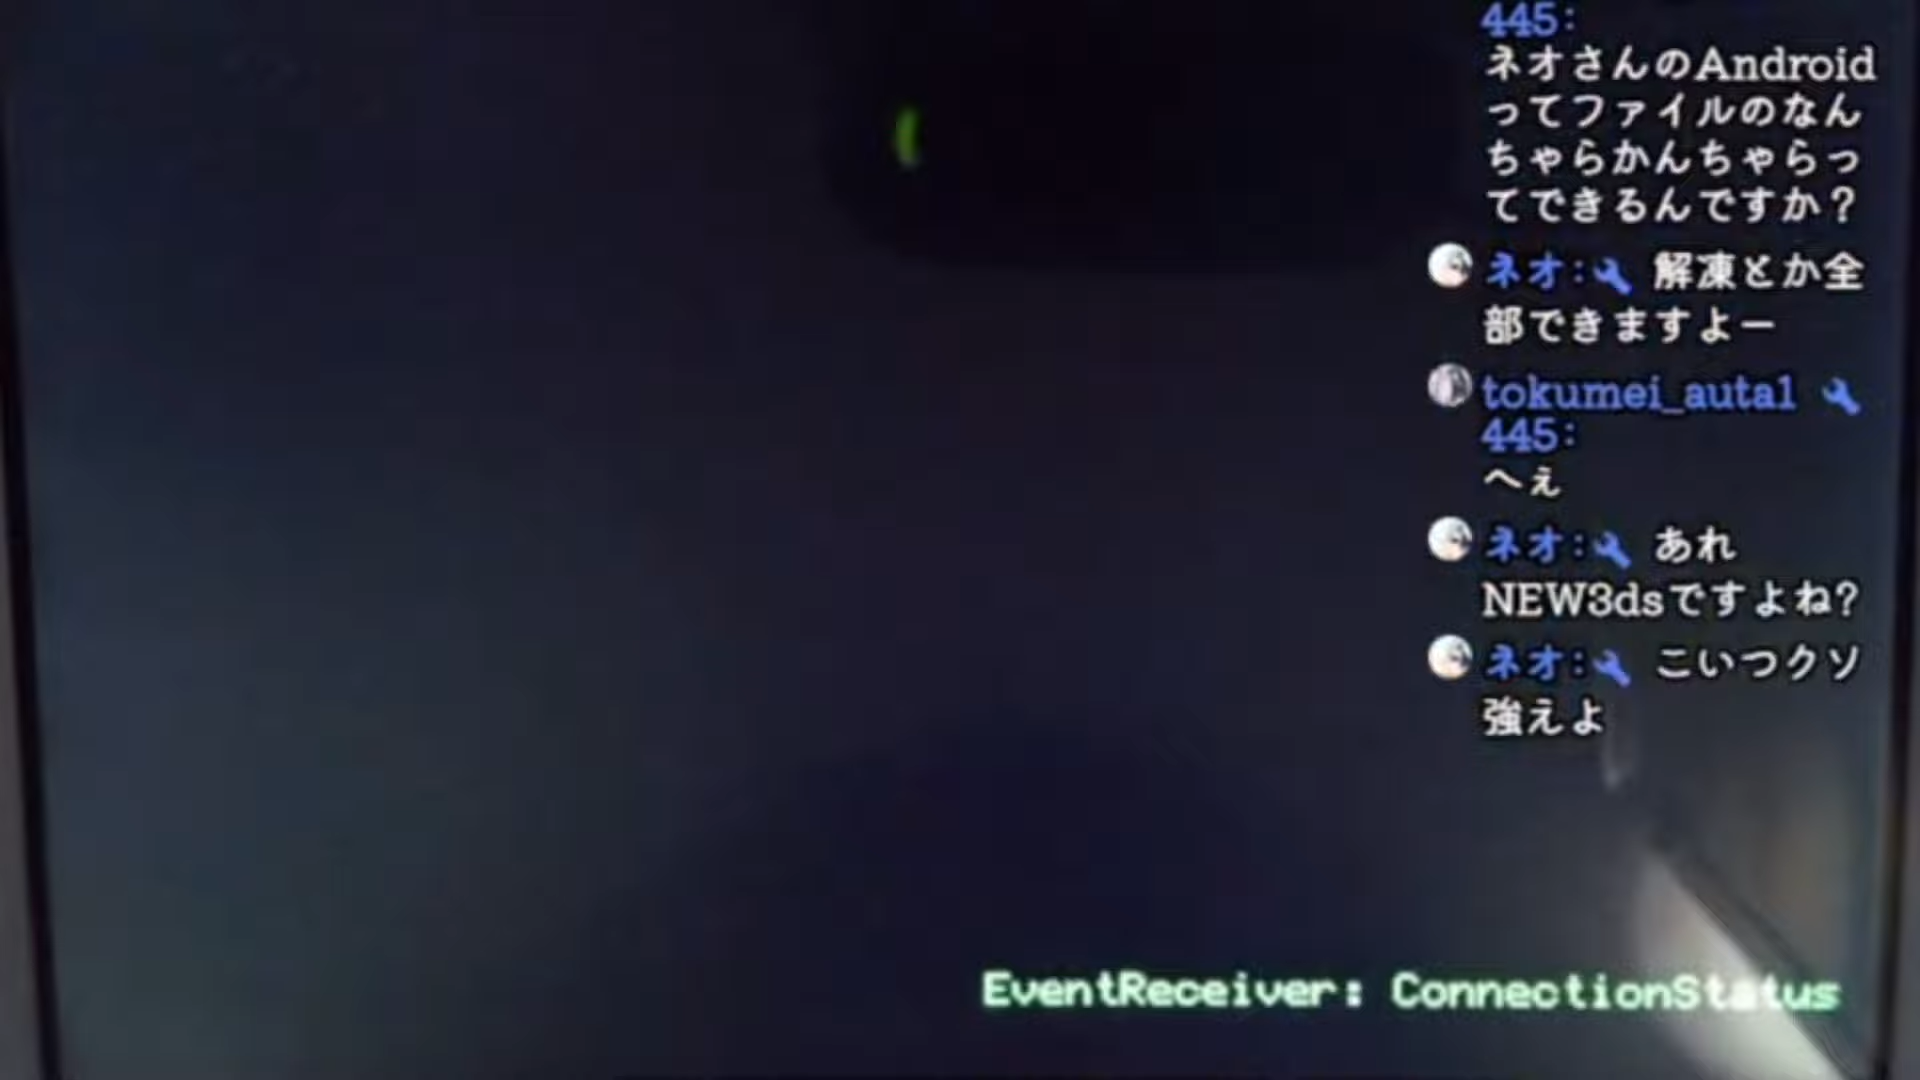 445:
ネオさんのAndroid
ってファイルのなん
ちゃらかんちゃらっ
てできるんですか？
ネオ: 解凍とか全
部できますよー
tokumei_auta1
445:
へぇ
ネオ: あれ
NEW3dsですよね?
ネオ: こいつクソ
強えよ
EventReceiver: ConnectionStatus